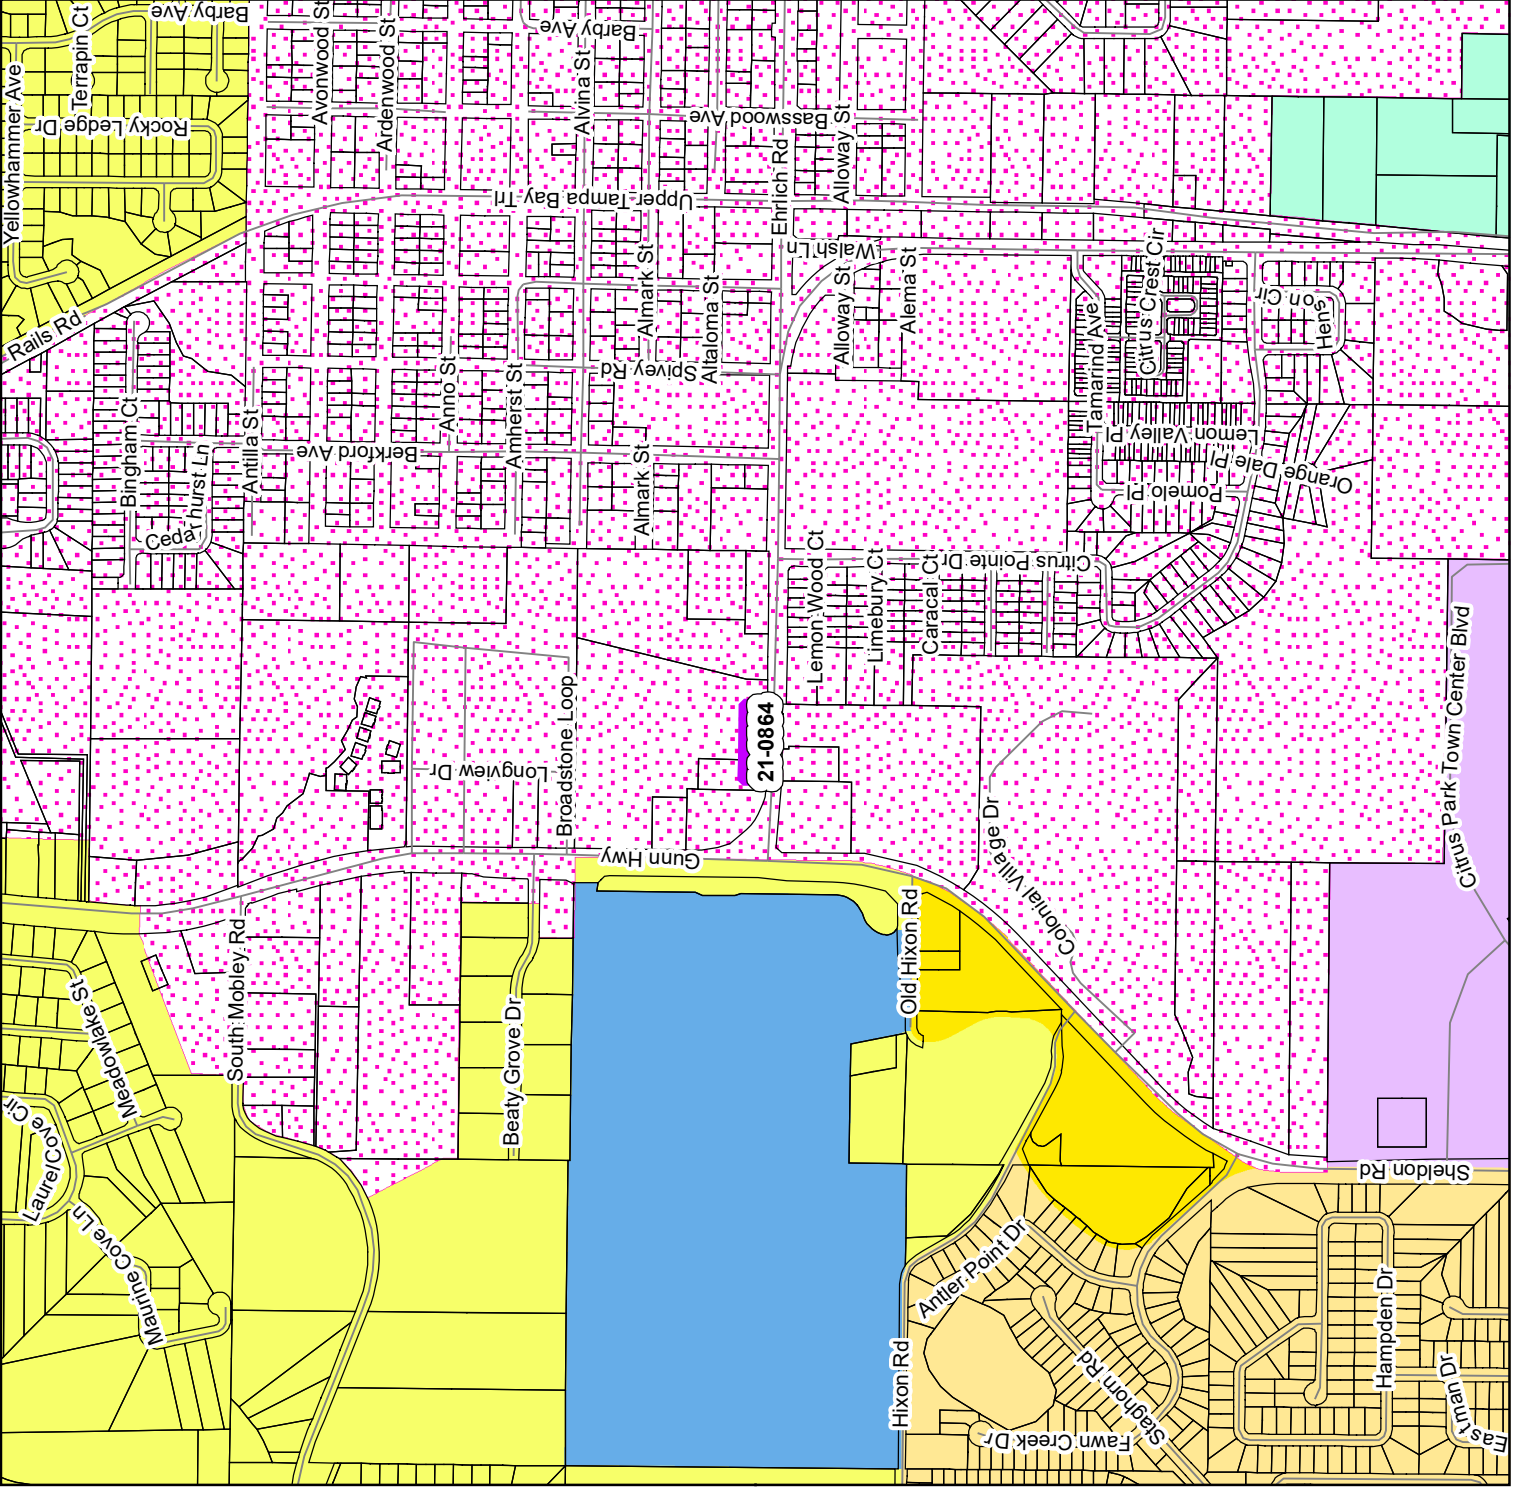 Barby Ave
Terrapin Ct
Yellowhammer Ave
Rocky Ledge Dr
Avonwood St
Ardenwood St
Barby Ave
Alvina St
Basswood Ave
Alloway St
Ehrlich Rd
Upper Tampa Bay Trl
Walsh Ln
Almark St
Altaloma St
Alloway St
Alema St
Spivey Rd
Rails Rd
Bingham Ct
Antilla St
Anno St
Amherst St
Berkford Ave
Almark St
Cedarhurst Ln
Citrus Crest Cir
Tamarind Ave
Henson Cir
Lemon Valley Pl
Orange Dale Pl
Pomelo Pl
Citrus Pointe Dr
Lemon Wood Ct
Limebury Ct
Caracal Ct
Citrus Park Town Center Blvd
21-0864
Longview Dr
Broadstone Loop
Gunn Hwy
Colonial Village Dr
Old Hixon Rd
South Mobley Rd
Meadowlake St
Beaty Grove Dr
Laurel Cove Cir
Maurine Cove Ln
Sheldon Rd
Antler Point Dr
Hixon Rd
Staghorn Rd
Fawn Creek Dr
Hampden Dr
Eastman Dr